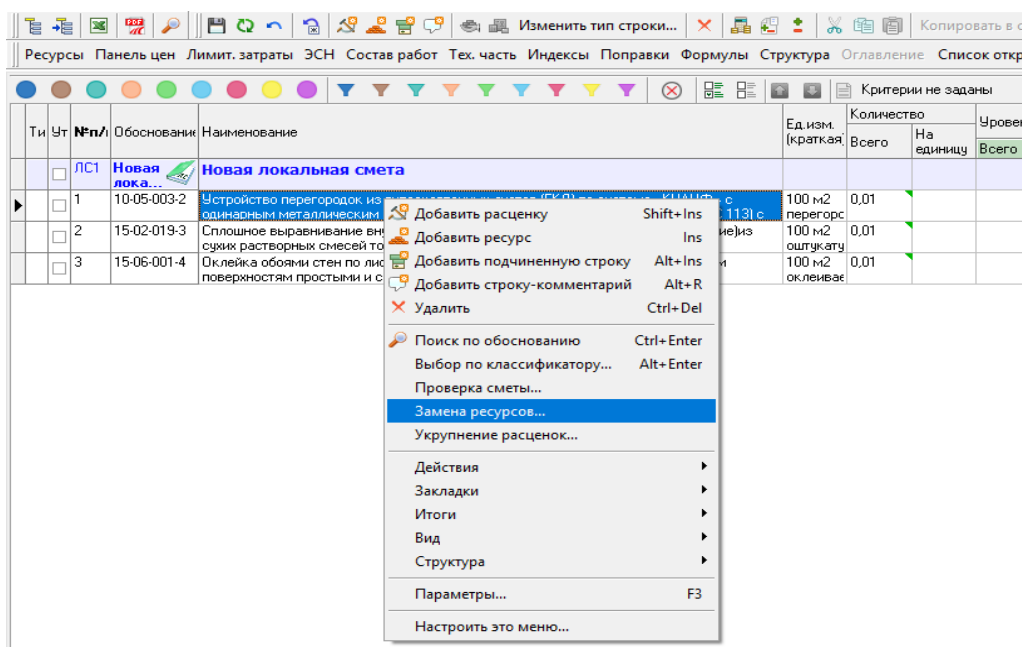 Изменить тип строки... Копировать в
Ресурсы Панель цен Лимит. затраты ЭСН Состав работ Тех. часть Индексы Поправки Формулы Структура Оглавление Список откр
Критерии не заданы
Ти Ут №п/ Обоснование Наименование Ед.изм. (краткая) Количество Всего На единицу Уровен Всего
ЛС1 Новая лока... Новая локальная смета
1 10-05-003-2 100 м2 перегорс 0,01
одинарным металлическим 113) с
2 15-02-019-3 Сплошное выравнивание вну ие)из 100 м2 оштукату 0,01
сухих растворных смесей то
3 15-06-001-4 Оклейка обоями стен по лис 100 м2 оклеивае 0,01
поверхностям простыми и с
Добавить расценку Shift+Ins
Добавить ресурс Ins
Добавить подчиненную строку Alt+Ins
Добавить строку-комментарий Alt+R
Удалить Ctrl+Del
Поиск по обоснованию Ctrl+Enter
Выбор по классификатору... Alt+Enter
Проверка сметы...
Замена ресурсов...
Укрупнение расценок...
Действия
Закладки
Итоги
Вид
Структура
Параметры... F3
Настроить это меню...